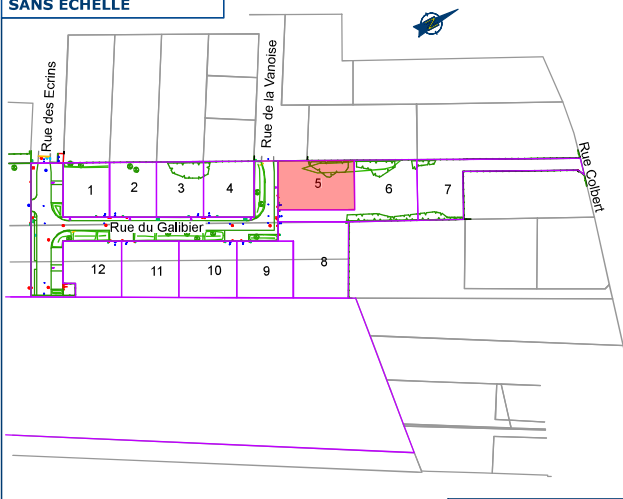 SANS ECHELLE
Rue des Ecrins
Rue de la Vanoise
Rue Colbert
1
2
3
4
5
6
7
Rue du Galibier
12
11
10
9
8